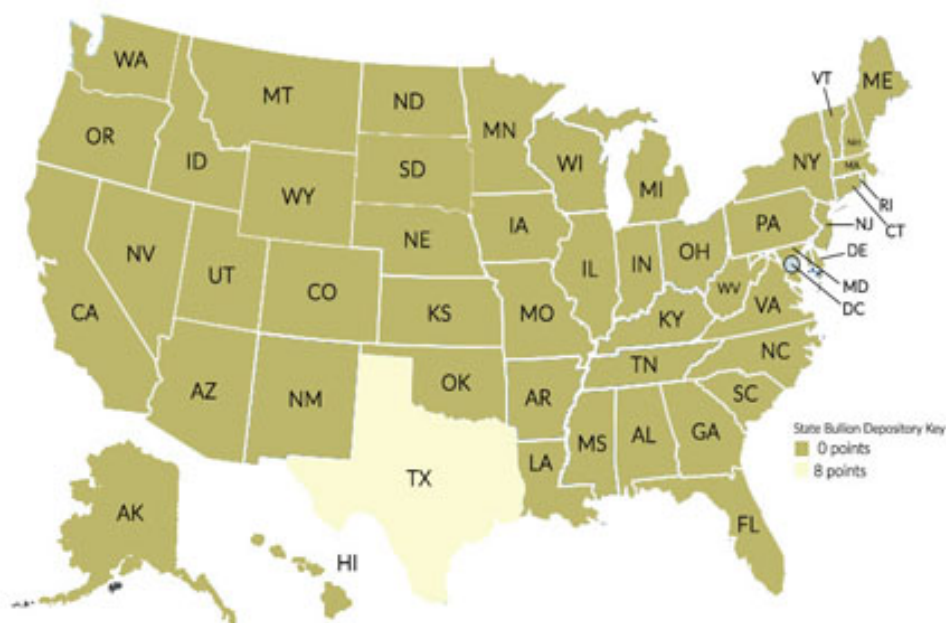 WA
MT
ND
MN
VT
ME
OR
ID
SD
WI
MI
NY
NH
MA
WY
RI
CT
IA
NE
PA
NJ
NV
UT
CO
IL
IN
OH
DE
MD
DC
CA
KS
MO
WV
VA
KY
NC
TN
AZ
NM
OK
AR
SC
MS
AL
GA
State Bullion Depository Key
0 points
8 points
TX
LA
AK
FL
HI